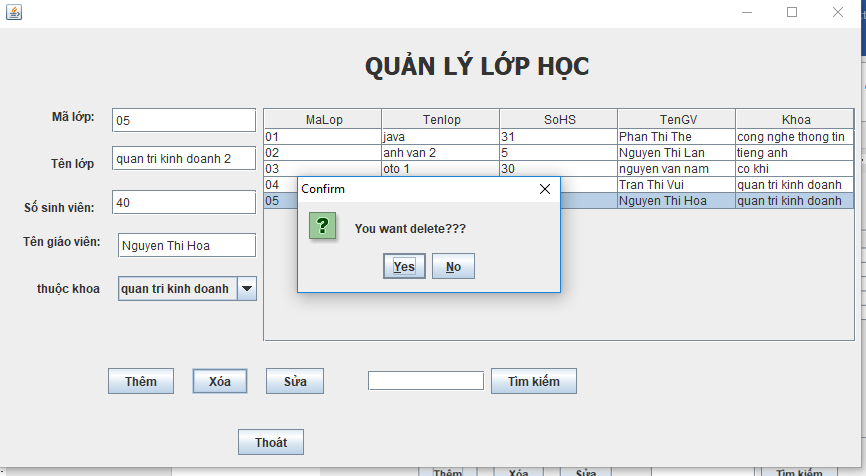 QUẢN LÝ LỚP HỌC
Mã lớp: 05
Tên lớp quan tri kinh doanh 2
Số sinh viên: 40
Tên giáo viên: Nguyen Thi Hoa
thuộc khoa quan tri kinh doanh
MaLop Tenlop SoHS TenGV Khoa
01 java 31 Phan Thi The cong nghe thong tin
02 anh van 2 5 Nguyen Thi Lan tieng anh
03 oto 1 30 nguyen van nam co khi
04 Tran Thi Vui quan tri kinh doanh
05 Nguyen Thi Hoa quan tri kinh doanh
Confirm
You want delete???
Yes No
Thêm Xóa Sửa Tìm kiếm
Thoát
Thêm Xóa Sửa Tìm kiếm